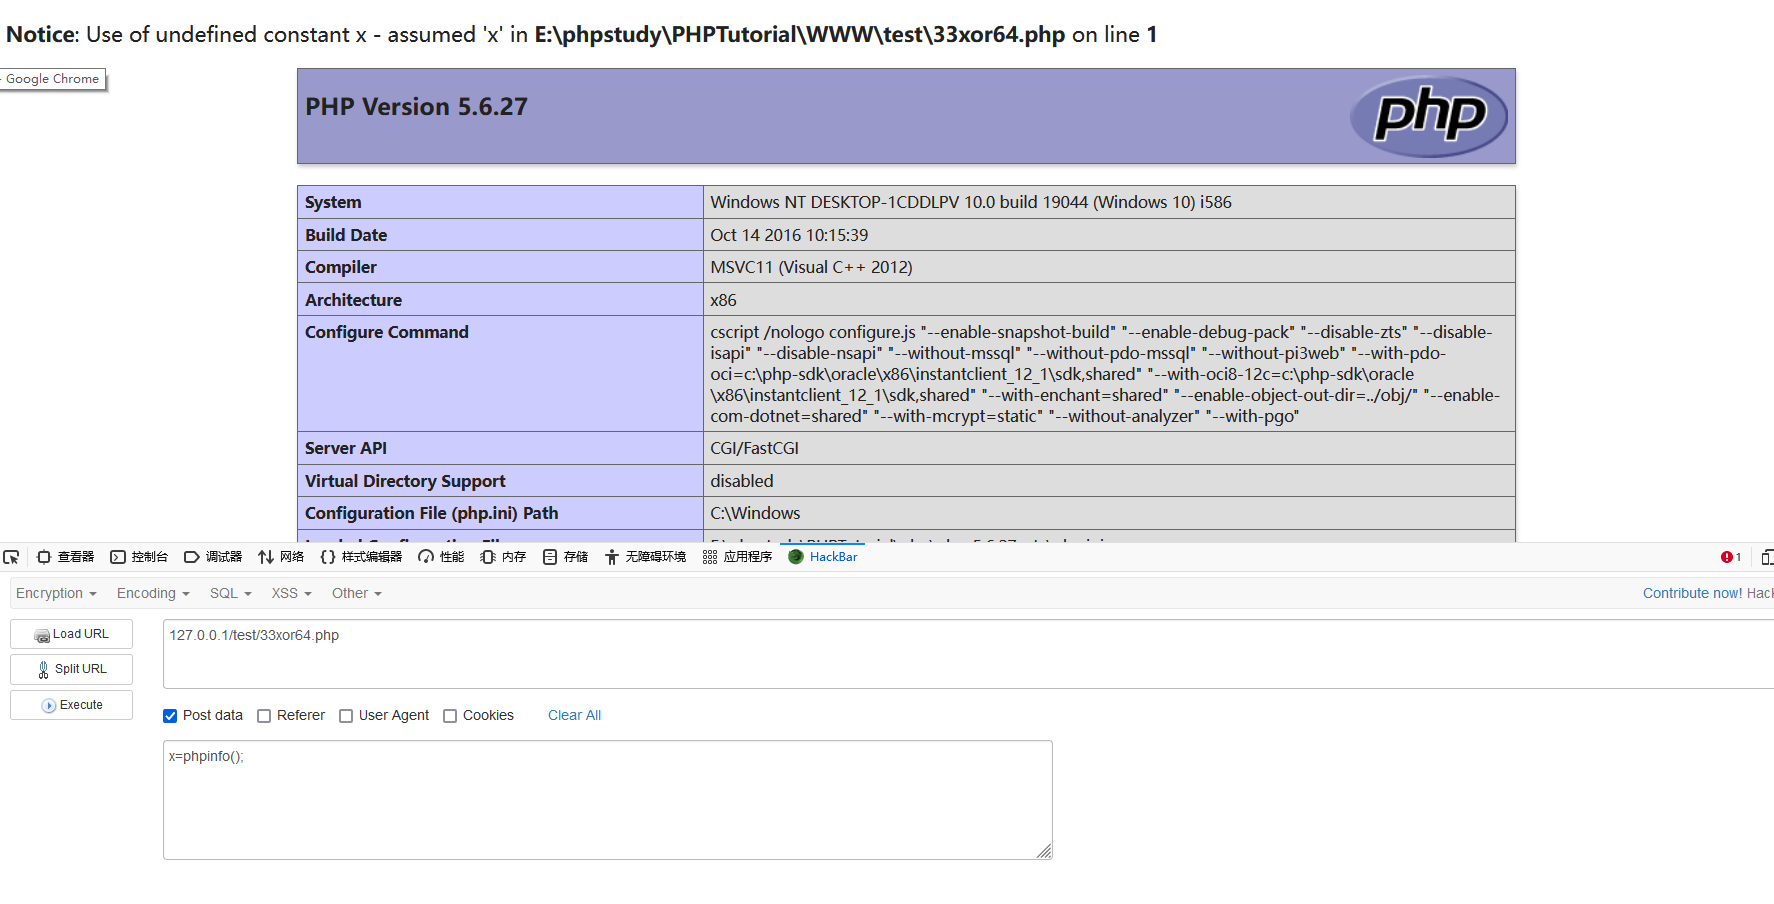 Notice: Use of undefined constant x - assumed 'x' in E:\phpstudy\PHPTutorial\WWW\test\33xor64.php on line 1
- Google Chrome
PHP Version 5.6.27
php
System Windows NT DESKTOP-1CDDLPV 10.0 build 19044 (Windows 10) i586
Build Date Oct 14 2016 10:15:39
Compiler MSVC11 (Visual C++ 2012)
Architecture x86
Configure Command cscript /nologo configure.js "--enable-snapshot-build" "--enable-debug-pack" "--disable-zts" "--disable-
isapi" "--disable-nsapi" "--without-mssql" "--without-pdo-mssql" "--without-pi3web" "--with-pdo-
oci=c:\php-sdk\oracle\x86\instantclient_12_1\sdk,shared" "--with-oci8-12c=c:\php-sdk\oracle
\x86\instantclient_12_1\sdk,shared" "--with-enchant=shared" "--enable-object-out-dir=../obj/" "--enable-
com-dotnet=shared" "--with-mcrypt=static" "--without-analyzer" "--with-pgo"
Server API CGI/FastCGI
Virtual Directory Support disabled
Configuration File (php.ini) Path C:\Windows
查看器 控制台 调试器 网络 样式编辑器 性能 内存 存储 无障碍环境 应用程序 HackBar 1
Encryption Encoding SQL XSS Other Contribute now! Hack
Load URL 127.0.0.1/test/33xor64.php
Split URL
Execute
Post data Referer User Agent Cookies Clear All
x=phpinfo();